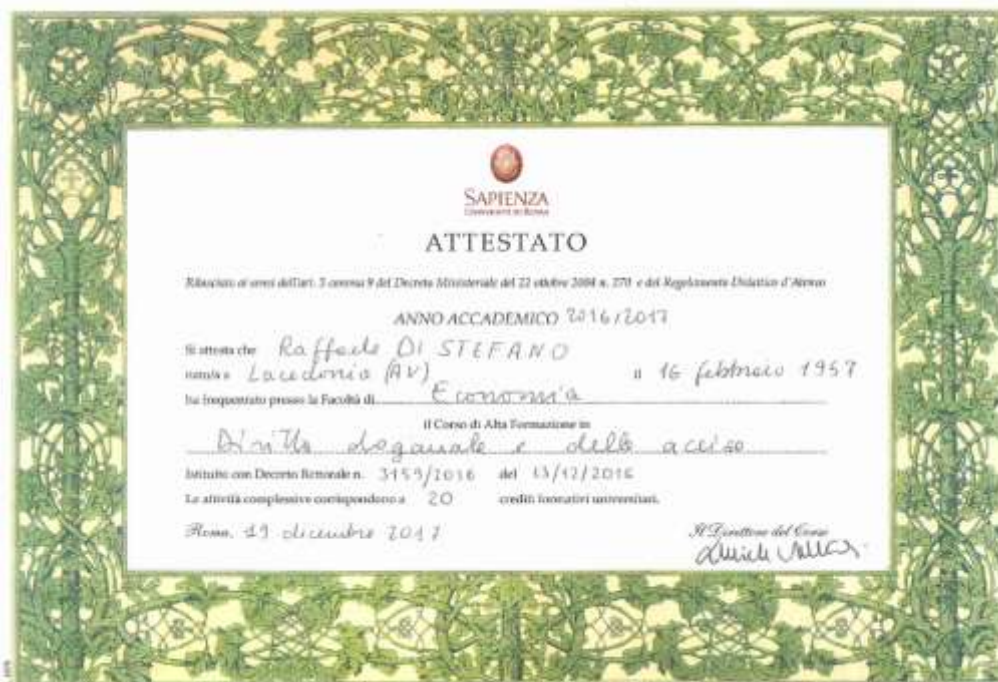 SAPIENZA
UNIVERSITÀ DI ROMA
ATTESTATO
Rilasciato ai sensi dell'art. 3 comma 9 del Decreto Ministeriale del 22 ottobre 2004 n. 270 e del Regolamento Didattico d'Ateneo
ANNO ACCADEMICO 2016/2017
Si attesta che Raffaele DI STEFANO
nato/a a Lacedonia (AV) il 16 febbraio 1957
ha frequentato presso la Facoltà di Economia
il Corso di Alta Formazione in
Diritto doganale e delle accise
Istituito con Decreto Rettorale n. 3159/2016 del 13/12/2016
Le attività complessive corrispondono a 20 crediti formativi universitari.
Roma, 19 dicembre 2017
Il Direttore del Corso